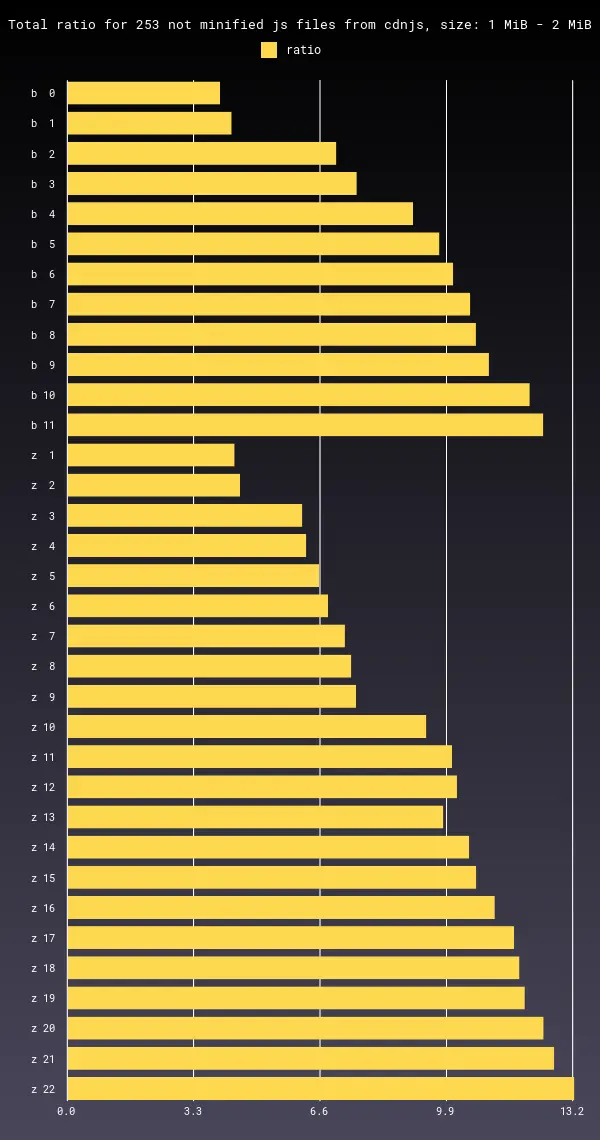 Total ratio for 253 not minified js files from cdnjs, size: 1 MiB - 2 MiB
ratio
b 0
b 1
b 2
b 3
b 4
b 5
b 6
b 7
b 8
b 9
b 10
b 11
z 1
z 2
z 3
z 4
z 5
z 6
z 7
z 8
z 9
z 10
z 11
z 12
z 13
z 14
z 15
z 16
z 17
z 18
z 19
z 20
z 21
z 22
0.0 3.3 6.6 9.9 13.2